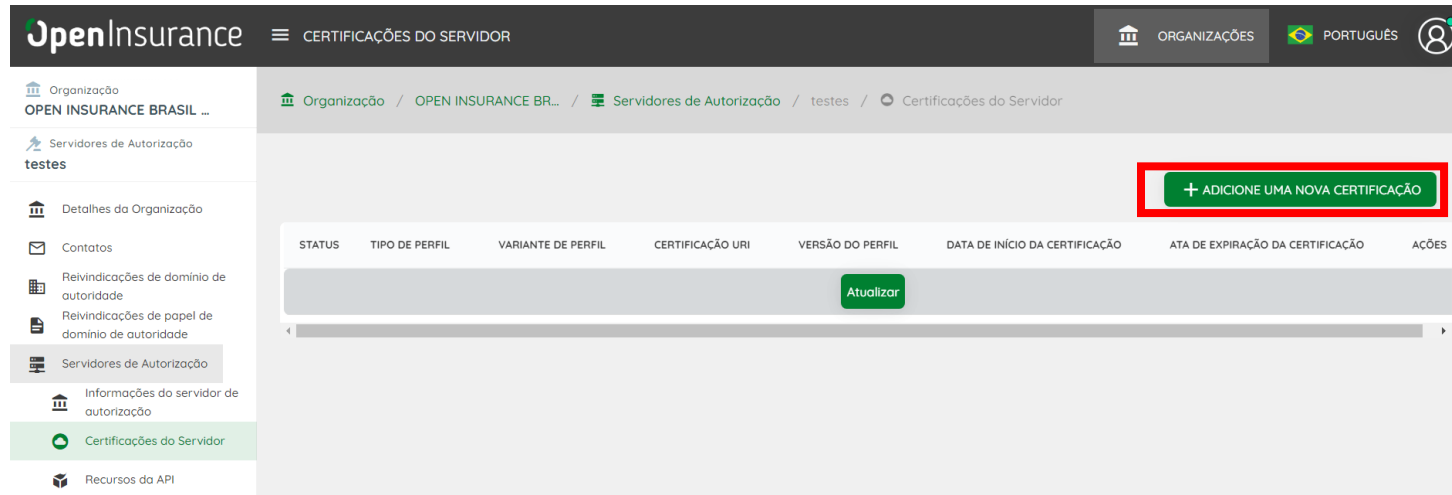 OpenInsurance
CERTIFICAÇÕES DO SERVIDOR
ORGANIZAÇÕES
PORTUGUÊS
Organização
OPEN INSURANCE BRASIL ...
Organização / OPEN INSURANCE BR... / Servidores de Autorização / testes / Certificações do Servidor
Servidores de Autorização
testes
+ ADICIONE UMA NOVA CERTIFICAÇÃO
Detalhes da Organização
Contatos
Reivindicações de domínio de
autoridade
Reivindicações de papel de
domínio de autoridade
Servidores de Autorização
Informações do servidor de
autorização
Certificações do Servidor
Recursos da API
STATUS TIPO DE PERFIL VARIANTE DE PERFIL CERTIFICAÇÃO URI VERSÃO DO PERFIL DATA DE INÍCIO DA CERTIFICAÇÃO ATA DE EXPIRAÇÃO DA CERTIFICAÇÃO AÇÕES
Atualizar